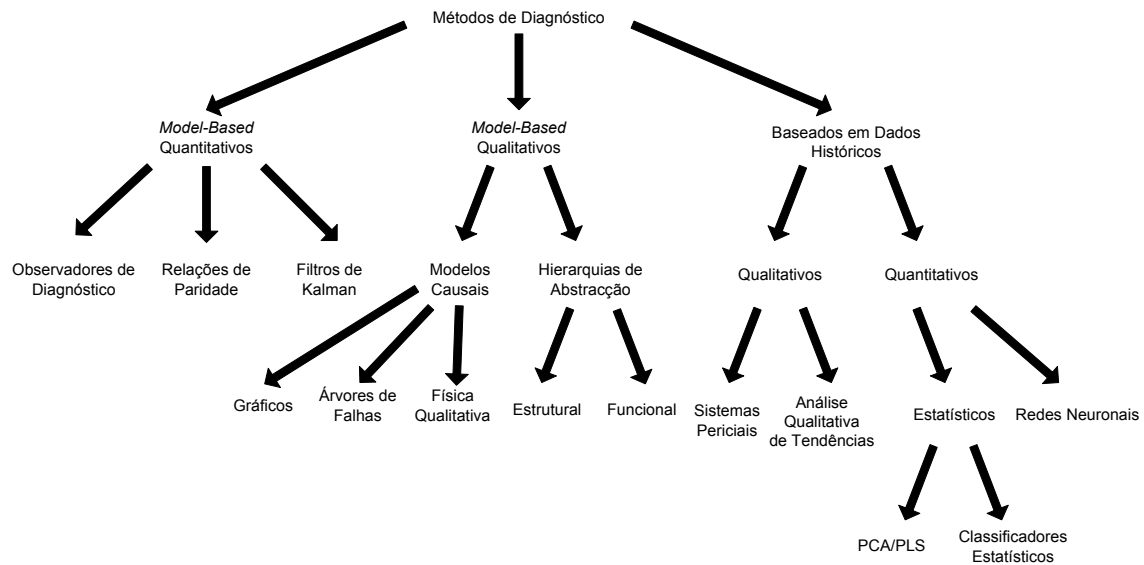 Métodos de Diagnóstico
Model-Based
Quantitativos
Model-Based
Qualitativos
Baseados em Dados
Históricos
Observadores de
Diagnóstico
Relações de
Paridade
Filtros de
Kalman
Modelos
Causais
Hierarquias de
Abstracção
Qualitativos
Quantitativos
Gráficos
Árvores de
Falhas
Física
Qualitativa
Estrutural
Funcional
Sistemas
Periciais
Análise
Qualitativa
de Tendências
Estatísticos
Redes Neuronais
PCA/PLS
Classificadores
Estatísticos